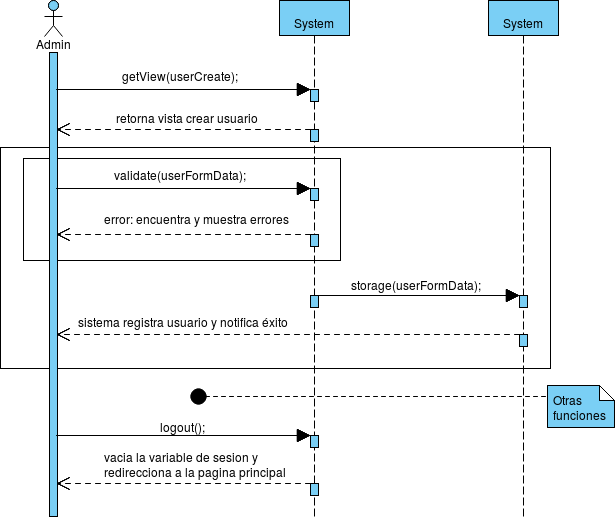 System
System
Admin
getView(userCreate);
retorna vista crear usuario
validate(userFormData);
error: encuentra y muestra errores
storage(userFormData);
sistema registra usuario y notifica éxito
Otras
funciones
logout();
vacia la variable de sesion y
redirecciona a la pagina principal